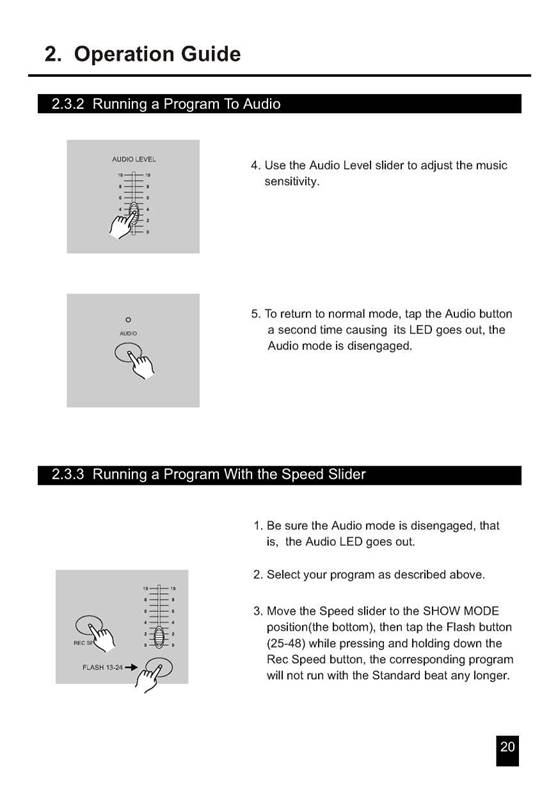 2. Operation Guide
2.3.2 Running a Program To Audio
AUDIO LEVEL
10 10
8 8
6 6
4 4
2
0
4. Use the Audio Level slider to adjust the music
sensitivity.
AUDIO
5. To return to normal mode, tap the Audio button
a second time causing its LED goes out, the
Audio mode is disengaged.
2.3.3 Running a Program With the Speed Slider
1. Be sure the Audio mode is disengaged, that
is, the Audio LED goes out.
2. Select your program as described above.
10 10
8 8
6 6
4 4
2 2
0 0
REC SP
FLASH 13-24
3. Move the Speed slider to the SHOW MODE
position(the bottom), then tap the Flash button
(25-48) while pressing and holding down the
Rec Speed button, the corresponding program
will not run with the Standard beat any longer.
20